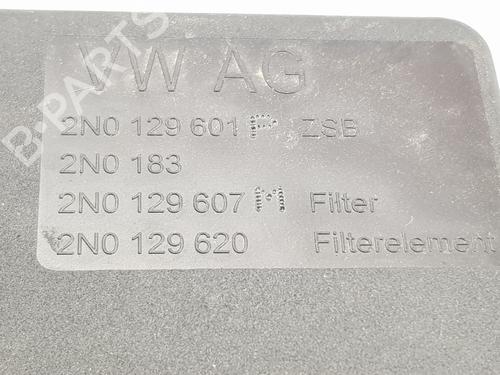 VW AG
2N0 129 601 P ZSB
2N0 183
2N0 129 607 M Filter
2N0 129 620 Filterelement
B-PARTS